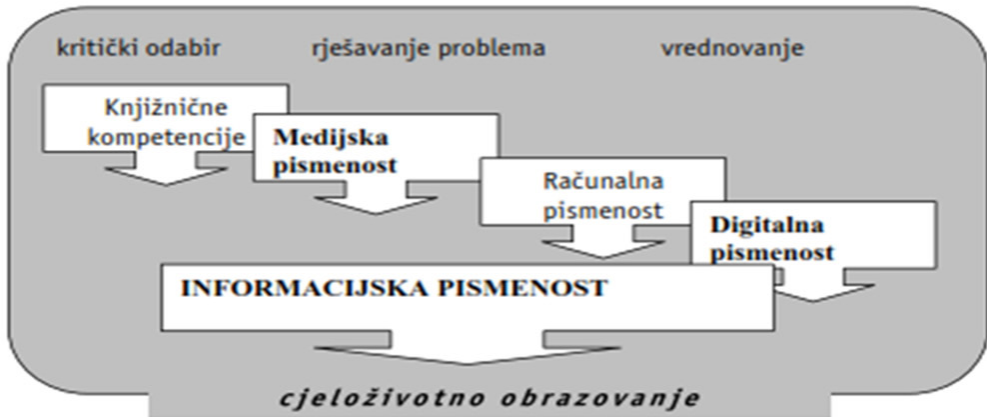 kritički odabir rješavanje problema vrednovanje
Knjižnične
kompetencije
Medijska
pismenost
Računalna
pismenost
Digitalna
pismenost
INFORMACIJSKA PISMENOST
cjeloživotno obrazovanje